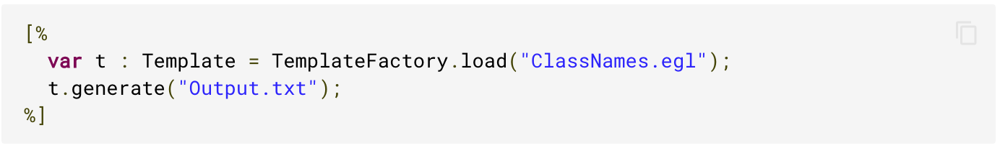 [%
  var t : Template = TemplateFactory.load("ClassNames.egl");
  t.generate("Output.txt");
%]